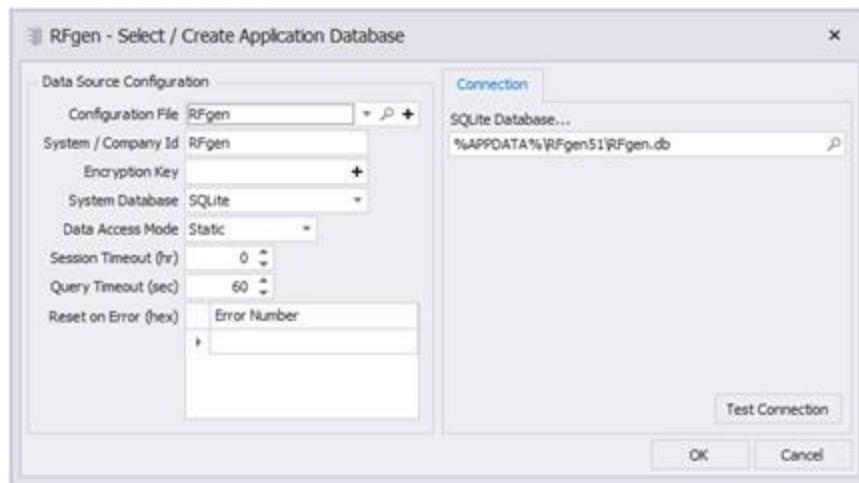 RFgen - Select / Create Application Database
Data Source Configuration
Configuration File RFgen
System / Company Id RFgen
Encryption Key
System Database SQLite
Data Access Mode Static
Session Timeout (hr) 0
Query Timeout (sec) 60
Reset on Error (hex) Error Number
Connection
SQLite Database...
%APPDATA%\RFgen51\RFgen.db
Test Connection
OK Cancel